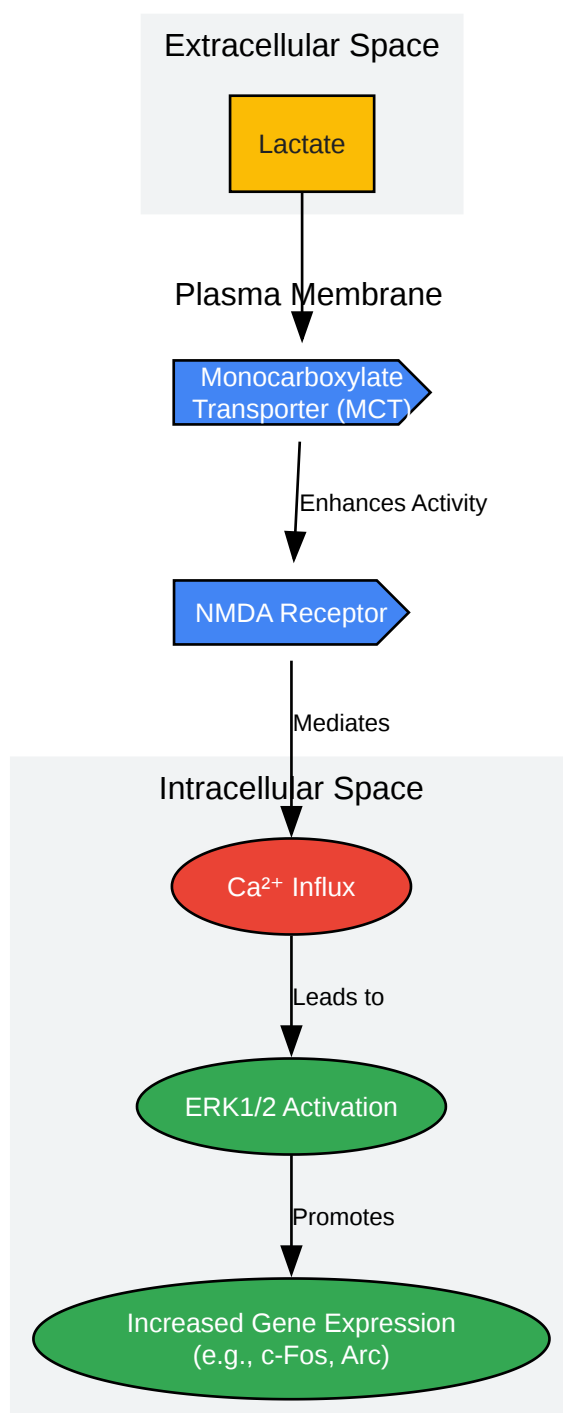 Extracellular Space
Lactate
Plasma Membrane
Monocarboxylate
Transporter (MCT)
Enhances Activity
NMDA Receptor
Mediates
Intracellular Space
Ca²⁺ Influx
Leads to
ERK1/2 Activation
Promotes
Increased Gene Expression
(e.g., c-Fos, Arc)